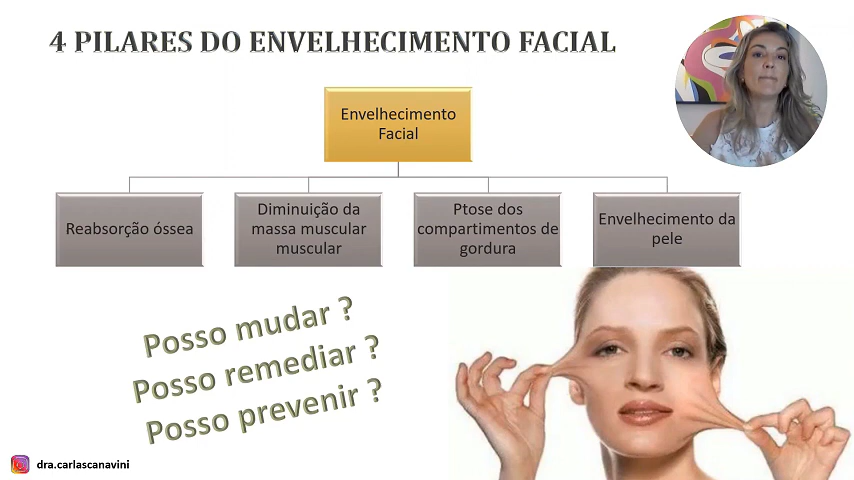 4 PILARES DO ENVELHECIMENTO FACIAL
Envelhecimento
Facial
Reabsorção óssea
Diminuição da
massa muscular
muscular
Ptose dos
compartimentos de
gordura
Envelhecimento da
pele
Posso mudar ?
Posso remediar ?
Posso prevenir ?
dra.carlascanavini